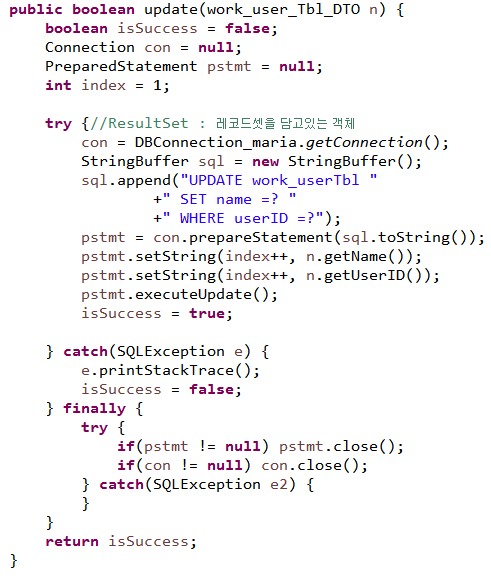 public boolean update(work_user_Tbl_DTO n) {
    boolean isSuccess = false;
    Connection con = null;
    PreparedStatement pstmt = null;
    int index = 1;

    try {//ResultSet : 레코드셋을 담고있는 객체
        con = DBConnection_maria.getConnection();
        StringBuffer sql = new StringBuffer();
        sql.append("UPDATE work_userTbl "
                +" SET name =? "
                +" WHERE userID =?");
        pstmt = con.prepareStatement(sql.toString());
        pstmt.setString(index++, n.getName());
        pstmt.setString(index++, n.getUserID());
        pstmt.executeUpdate();
        isSuccess = true;

    } catch(SQLException e) {
        e.printStackTrace();
        isSuccess = false;
    } finally {
        try {
            if(pstmt != null) pstmt.close();
            if(con != null) con.close();
        } catch(SQLException e2) {
        }
    }
    return isSuccess;
}